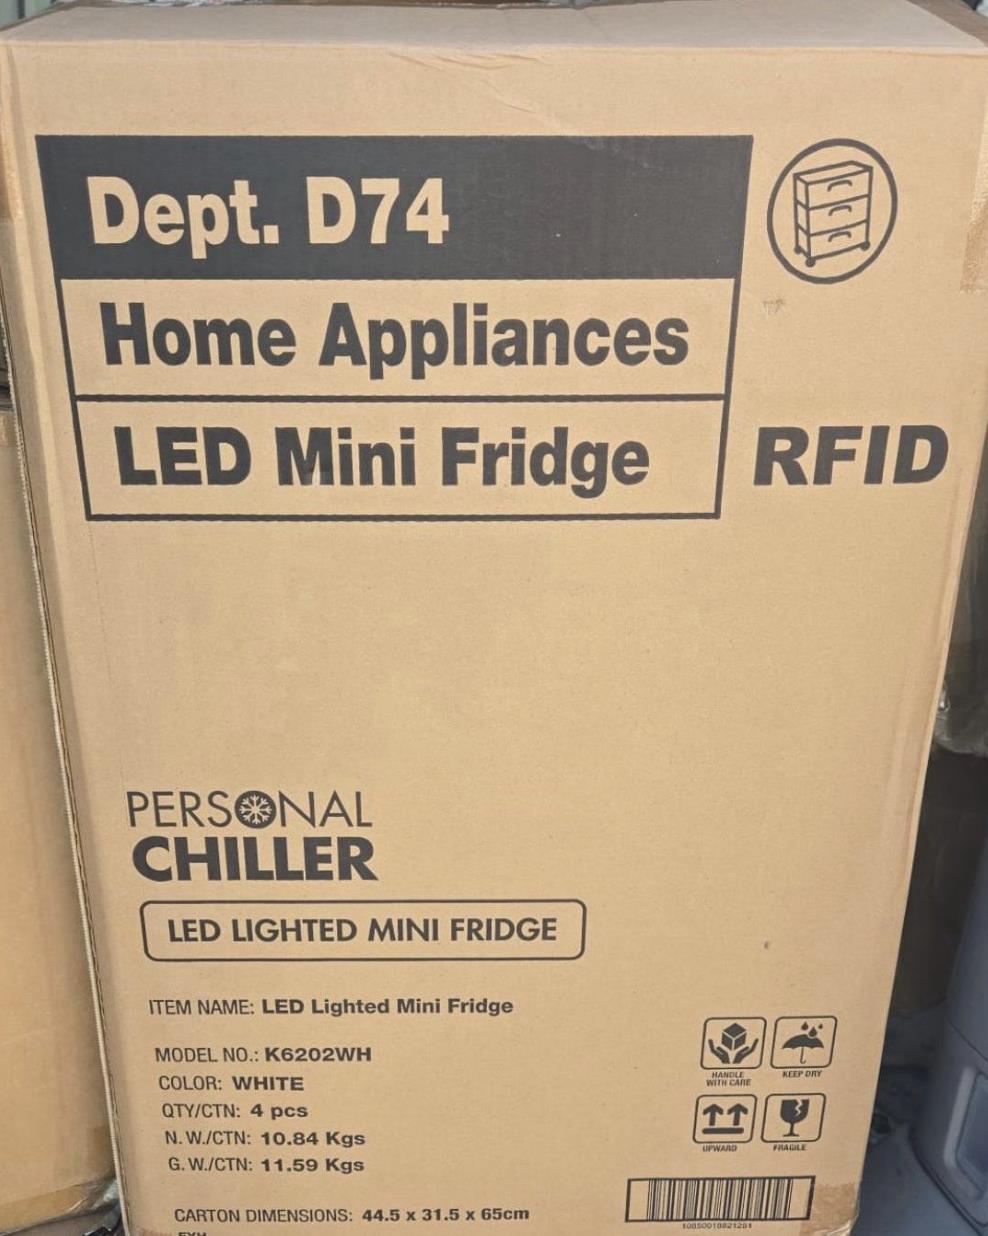 Dept. D74
Home Appliances
LED Mini Fridge
RFID
PERSONAL
CHILLER
LED LIGHTED MINI FRIDGE
ITEM NAME: LED Lighted Mini Fridge
MODEL NO.: K6202WH
COLOR: WHITE
QTY/CTN: 4 pcs
N.W./CTN: 10.84 Kgs
G.W./CTN: 11.59 Kgs
CARTON DIMENSIONS: 44.5 x 31.5 x 65cm
HANDLE
WITH CARE
KEEP DRY
UPWARD
FRAGILE